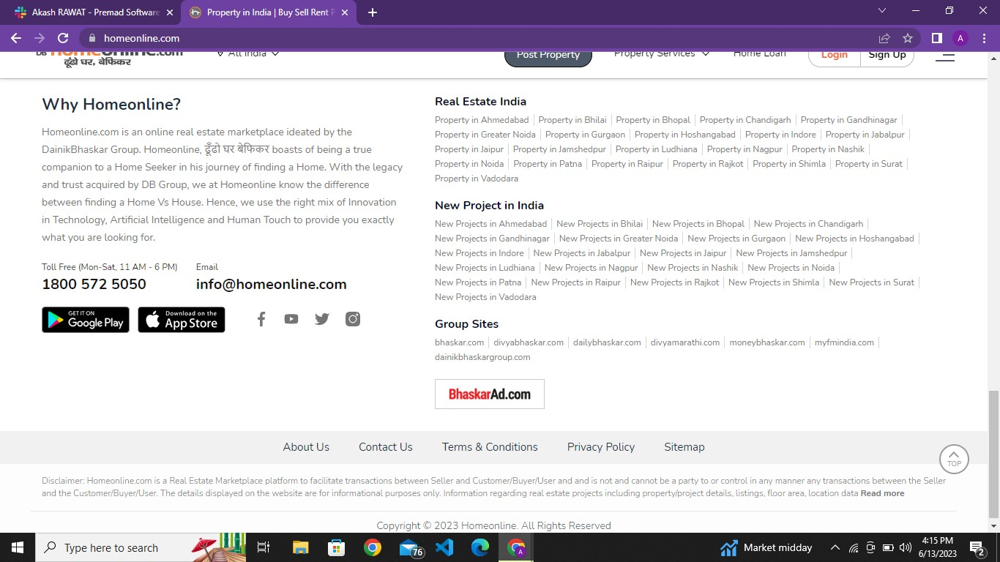 Akash RAWAT - Premad Software
Property in India | Buy Sell Rent P
homeonline.com
A
DB HomeOnline.com
ढूंढो घर, बेफिकर
All India
Post Property
Property Services
Home Loan
Login
Sign Up
Why Homeonline?
Homeonline.com is an online real estate marketplace ideated by the
DainikBhaskar Group. Homeonline, ढूँढो घर बेफिकर boasts of being a true
companion to a Home Seeker in his journey of finding a Home. With the legacy
and trust acquired by DB Group, we at Homeonline know the difference
between finding a Home Vs House. Hence, we use the right mix of Innovation
in Technology, Artificial Intelligence and Human Touch to provide you exactly
what you are looking for.
Toll Free (Mon-Sat, 11 AM - 6 PM)
1800 572 5050
Email
info@homeonline.com
GET IT ON
Google Play
Download on the
App Store
Real Estate India
Property in Ahmedabad Property in Bhilai Property in Bhopal Property in Chandigarh Property in Gandhinagar
Property in Greater Noida Property in Gurgaon Property in Hoshangabad Property in Indore Property in Jabalpur
Property in Jaipur Property in Jamshedpur Property in Ludhiana Property in Nagpur Property in Nashik
Property in Noida Property in Patna Property in Raipur Property in Rajkot Property in Shimla Property in Surat
Property in Vadodara
New Project in India
New Projects in Ahmedabad New Projects in Bhilai New Projects in Bhopal New Projects in Chandigarh
New Projects in Gandhinagar New Projects in Greater Noida New Projects in Gurgaon New Projects in Hoshangabad
New Projects in Indore New Projects in Jabalpur New Projects in Jaipur New Projects in Jamshedpur
New Projects in Ludhiana New Projects in Nagpur New Projects in Nashik New Projects in Noida
New Projects in Patna New Projects in Raipur New Projects in Rajkot New Projects in Shimla New Projects in Surat
New Projects in Vadodara
Group Sites
bhaskar.com divyabhaskar.com dailybhaskar.com divyamarathi.com moneybhaskar.com myfmindia.com
dainikbhaskargroup.com
BhaskarAd.com
About Us
Contact Us
Terms & Conditions
Privacy Policy
Sitemap
TOP
Disclaimer: Homeonline.com is a Real Estate Marketplace platform to facilitate transactions between Seller and Customer/Buyer/User and and is not and cannot be a party to or control in any manner any transactions between the Seller
and the Customer/Buyer/User. The details displayed on the website are for informational purposes only. Information regarding real estate projects including property/project details, listings, floor area, location data Read more
Copyright © 2023 Homeonline. All Rights Reserved
Type here to search
76
A
Market midday
4:15 PM
6/13/2023
2